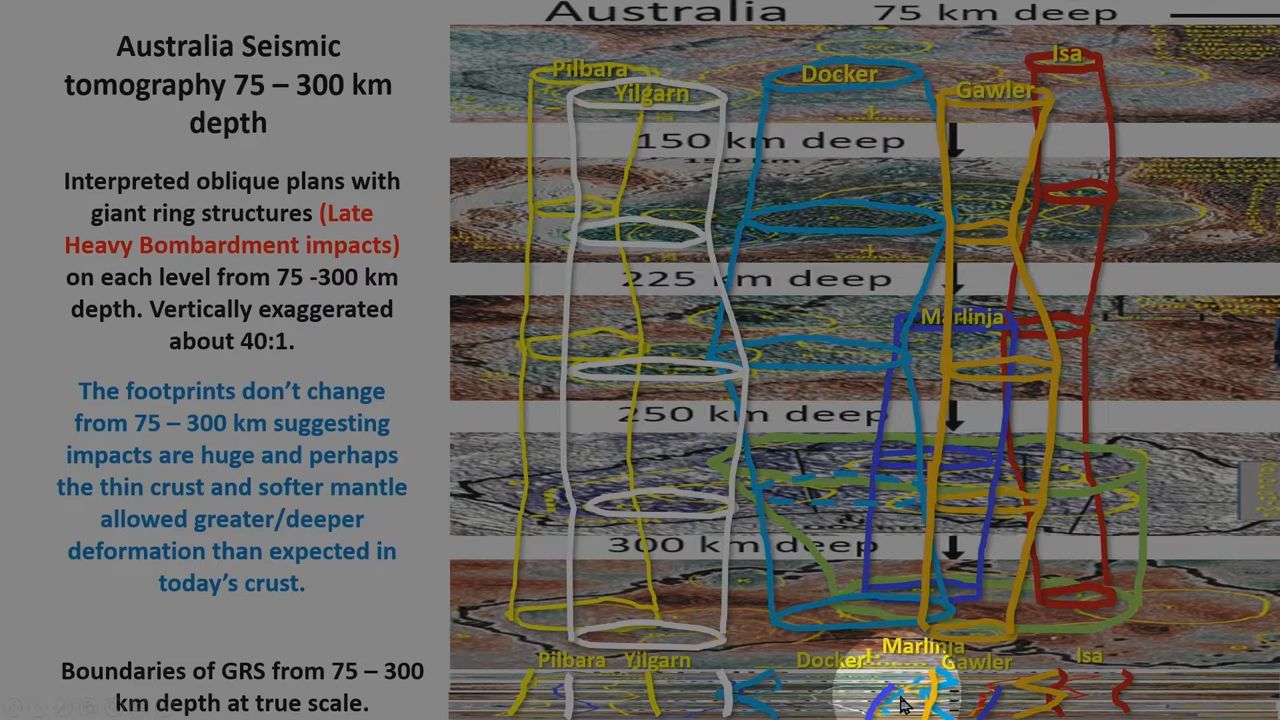 Australia Seismic
tomography 75 – 300 km
depth
Interpreted oblique plans with
giant ring structures (Late
Heavy Bombardment impacts)
on each level from 75 -300 km
depth. Vertically exaggerated
about 40:1.
The footprints don’t change
from 75 – 300 km suggesting
impacts are huge and perhaps
the thin crust and softer mantle
allowed greater/deeper
deformation than expected in
today’s crust.
Boundaries of GRS from 75 – 300
km depth at true scale.
Australia 75 km deep
Pilbara
Yilgarn
Docker
Gawler
Isa
150 km deep
150 km
225 km deep
Marlinja
250 km deep
300 km deep
Pilbara Yilgarn Docker Marlinja Gawler Isa